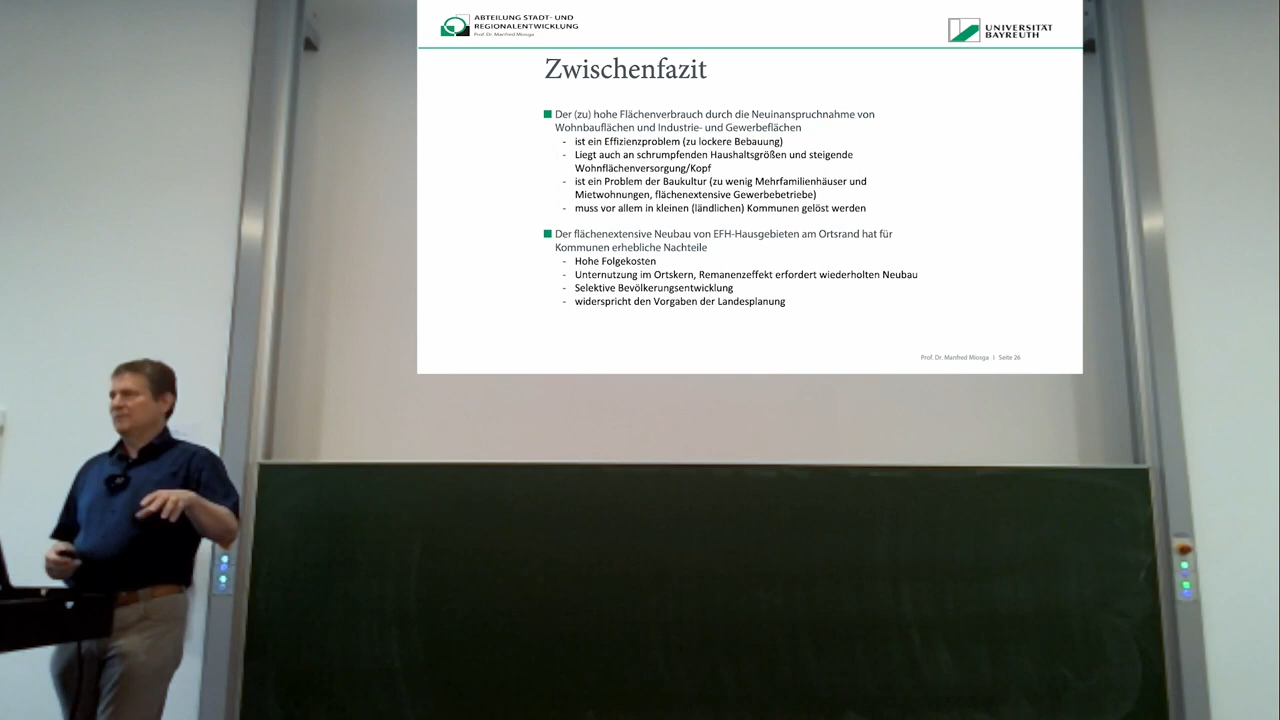 ABTEILUNG STADT- UND
REGIONALENTWICKLUNG
Prof. Dr. Manfred Miosga
UNIVERSITÄT
BAYREUTH
Zwischenfazit
Der (zu) hohe Flächenverbrauch durch die Neuinanspruchnahme von
Wohnbauflächen und Industrie- und Gewerbeflächen
- ist ein Effizienzproblem (zu lockere Bebauung)
- Liegt auch an schrumpfenden Haushaltsgrößen und steigende
Wohnflächenversorgung/Kopf
- ist ein Problem der Baukultur (zu wenig Mehrfamilienhäuser und
Mietwohnungen, flächenextensive Gewerbebetriebe)
- muss vor allem in kleinen (ländlichen) Kommunen gelöst werden
Der flächenextensive Neubau von EFH-Hausgebieten am Ortsrand hat für
Kommunen erhebliche Nachteile
- Hohe Folgekosten
- Unternutzung im Ortskern, Remanenzeffekt erfordert wiederholten Neubau
- Selektive Bevölkerungsentwicklung
- widerspricht den Vorgaben der Landesplanung
Prof. Dr. Manfred Miosga I Seite 26